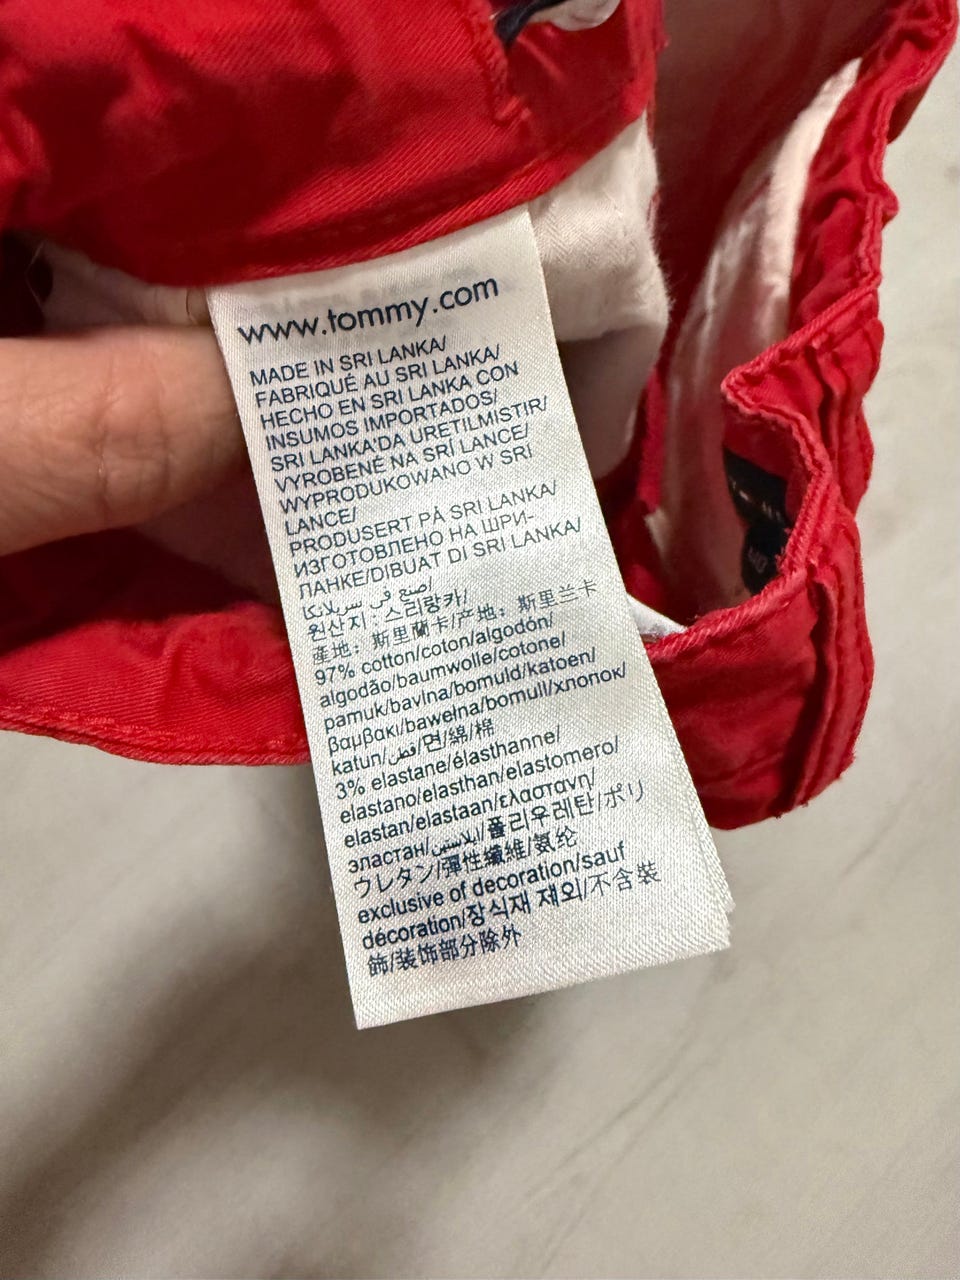 www.tommy.com
MADE IN SRI LANKA/
FABRIQUÉ AU SRI LANKA/
HECHO EN SRI LANKA CON
INSUMOS IMPORTADOS/
SRI LANKA'DA URETILMISTIR/
VYROBENÉ NA SRÍ LANCE/
WYPRODUKOWANO W SRI
LANCE/
PRODUSERT PÅ SRI LANKA/
ИЗГОТОВЛЕНО НА ШРИ-
ЛАНКЕ/DIBUAT DI SRI LANKA/
صنع في سريلانكا/
원산지 : 스리랑카/
產地: 斯里蘭卡/产地: 斯里兰卡
97% cotton/coton/algodón/
algodão/baumwolle/cotone/
pamuk/bavlna/bomuld/katoen/
βαμβακι/bawełna/bomull/хлопок/
katun/قطن/면/綿/棉
3% elastane/élasthanne/
elastano/elasthan/elastomero/
elastan/elastaan/ελαστανη/
эластан/ايلاستين/폴리우레탄/ポリ
ウレタン/彈性纖維/氨纶
exclusive of decoration/sauf
décoration/장식재 제외/不含裝
飾/装饰部分除外